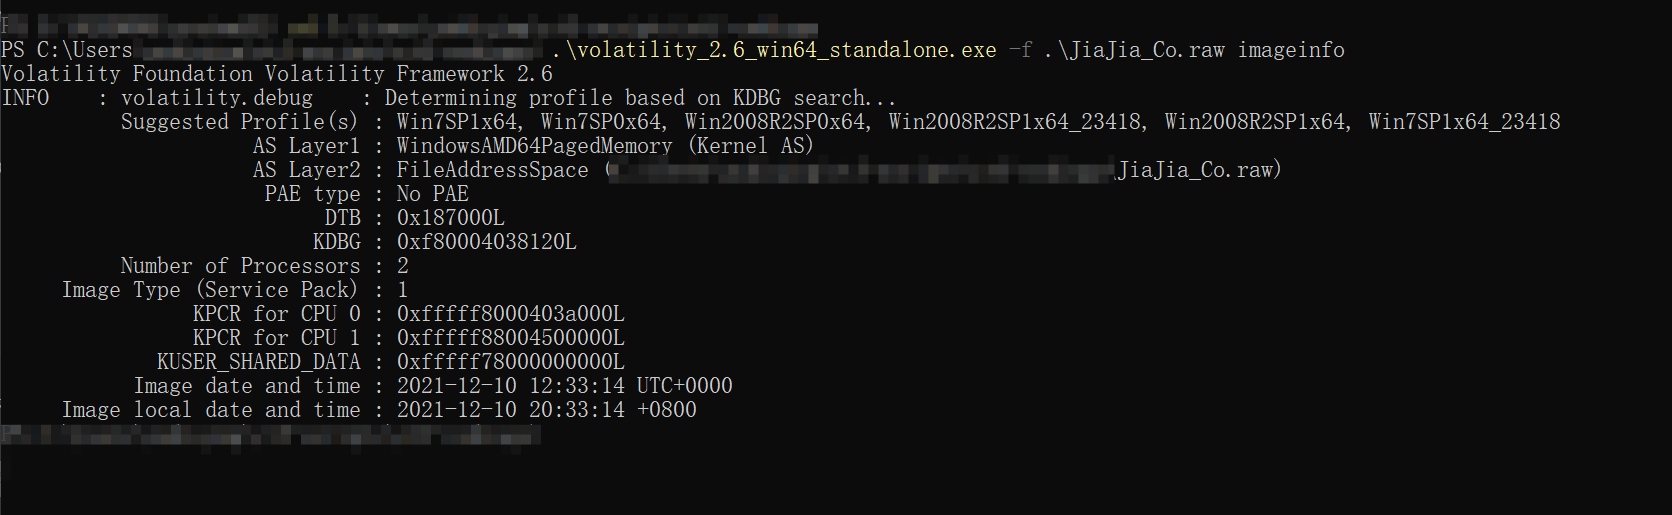 PS C:\Users .\volatility_2.6_win64_standalone.exe -f .\JiaJia_Co.raw imageinfo
Volatility Foundation Volatility Framework 2.6
INFO    : volatility.debug    : Determining profile based on KDBG search...
Suggested Profile(s) : Win7SP1x64, Win7SP0x64, Win2008R2SP0x64, Win2008R2SP1x64_23418, Win2008R2SP1x64, Win7SP1x64_23418
AS Layer1 : WindowsAMD64PagedMemory (Kernel AS)
AS Layer2 : FileAddressSpace ( \JiaJia_Co.raw)
PAE type : No PAE
DTB : 0x187000L
KDBG : 0xf80004038120L
Number of Processors : 2
Image Type (Service Pack) : 1
KPCR for CPU 0 : 0xfffff8000403a000L
KPCR for CPU 1 : 0xfffff88004500000L
KUSER_SHARED_DATA : 0xfffff78000000000L
Image date and time : 2021-12-10 12:33:14 UTC+0000
Image local date and time : 2021-12-10 20:33:14 +0800